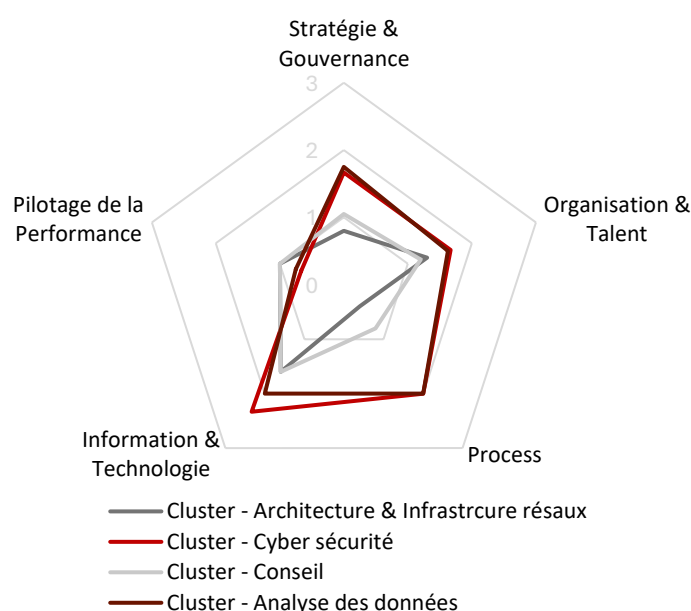 Stratégie &
Gouvernance
3
2
1
0
Pilotage de la
Performance
Organisation &
Talent
Information &
Technologie
Process
Cluster - Architecture & Infrastrcure résaux
Cluster - Cyber sécurité
Cluster - Conseil
Cluster - Analyse des données